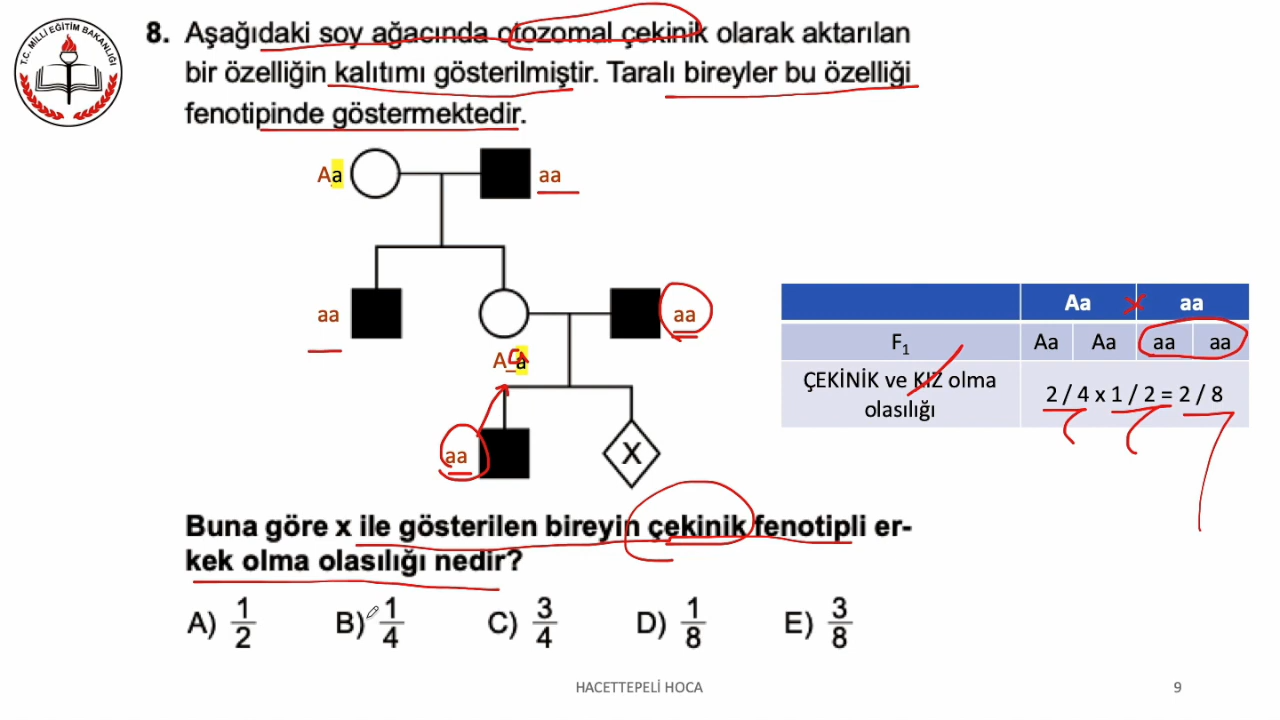 T.C. MİLLİ EĞİTİM BAKANLIĞI
8. Aşağıdaki soy ağacında otozomal çekinik olarak aktarılan
bir özelliğin kalıtımı gösterilmiştir. Taralı bireyler bu özelliği
fenotipinde göstermektedir.
Aa
aa
aa
aa
A_a
a
aa
X
Aa x aa
F1 Aa Aa aa aa
ÇEKİNİK ve KIZ olma
olasılığı
2 / 4 x 1 / 2 = 2 / 8
Buna göre x ile gösterilen bireyin çekinik fenotipli er-
kek olma olasılığı nedir?
A) 1/2 B) 1/4 C) 3/4 D) 1/8 E) 3/8
HACETTEPELİ HOCA
9